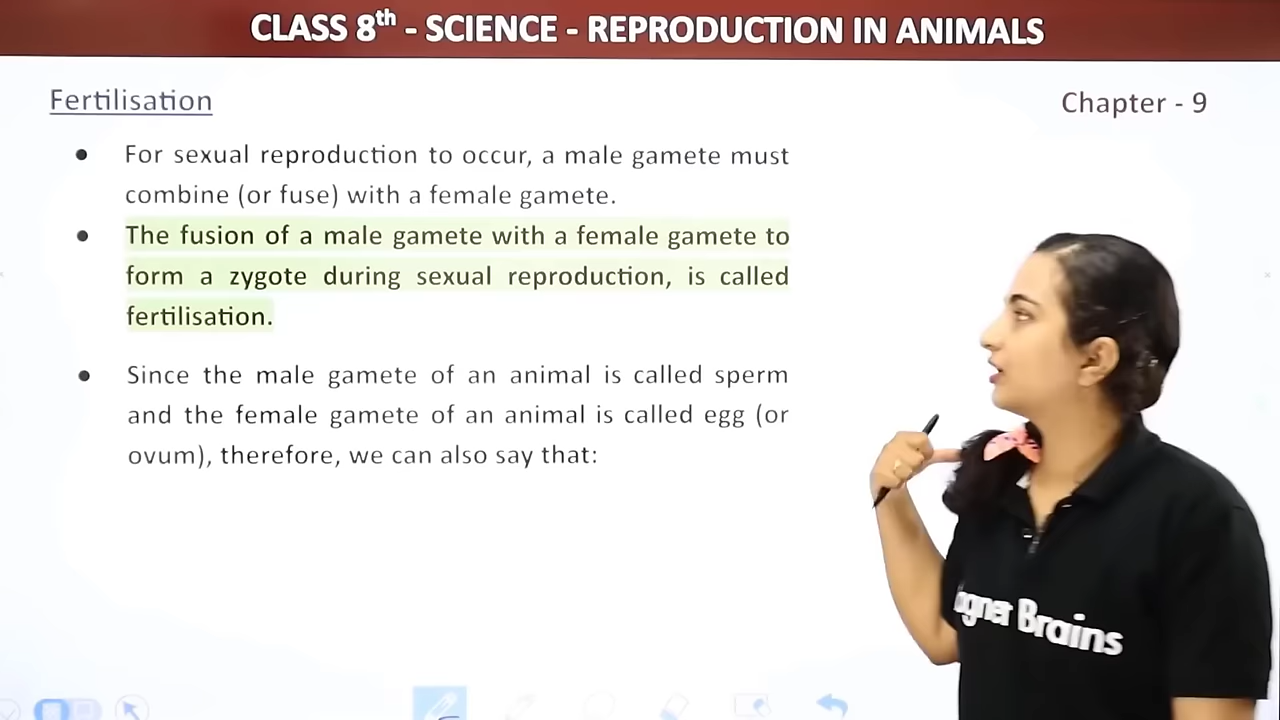 CLASS 8th - SCIENCE - REPRODUCTION IN ANIMALS
Fertilisation
Chapter - 9
● For sexual reproduction to occur, a male gamete must
combine (or fuse) with a female gamete.
● The fusion of a male gamete with a female gamete to
form a zygote during sexual reproduction, is called
fertilisation.
● Since the male gamete of an animal is called sperm
and the female gamete of an animal is called egg (or
ovum), therefore, we can also say that:
Brains